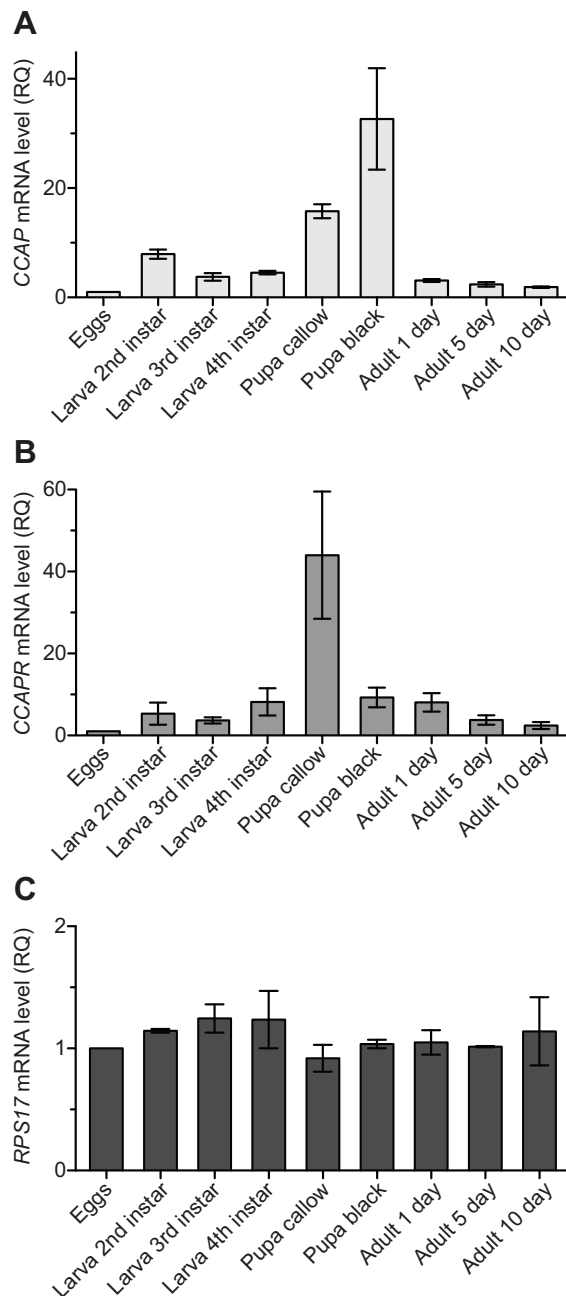 A
CCAP mRNA level (RQ)
40
20
0
Eggs
Larva 2nd instar
Larva 3rd instar
Larva 4th instar
Pupa callow
Pupa black
Adult 1 day
Adult 5 day
Adult 10 day
B
CCAPR mRNA level (RQ)
60
40
20
0
Eggs
Larva 2nd instar
Larva 3rd instar
Larva 4th instar
Pupa callow
Pupa black
Adult 1 day
Adult 5 day
Adult 10 day
C
RPS17 mRNA level (RQ)
2
1
0
Eggs
Larva 2nd instar
Larva 3rd instar
Larva 4th instar
Pupa callow
Pupa black
Adult 1 day
Adult 5 day
Adult 10 day